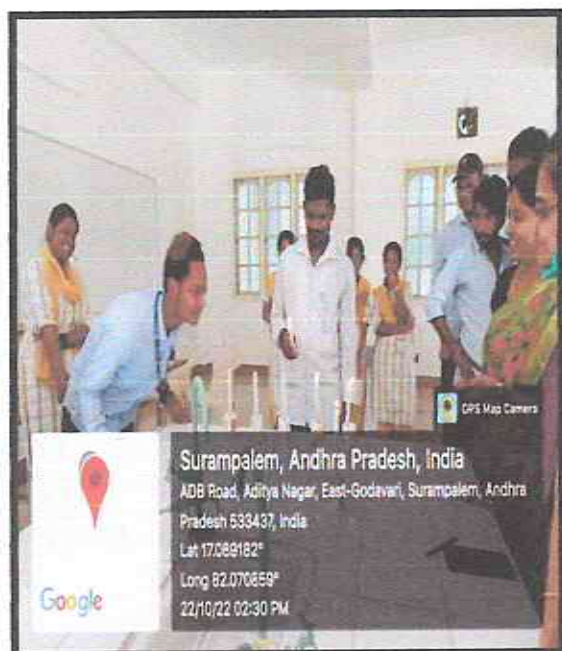 GPS Map Camera
Surampalem, Andhra Pradesh, India
ADB Road, Aditya Nagar, East-Godavari, Surampalem, Andhra
Pradesh 533437, India
Lat 17.089182°
Long 82.070859°
22/10/22 02:30 PM
Google